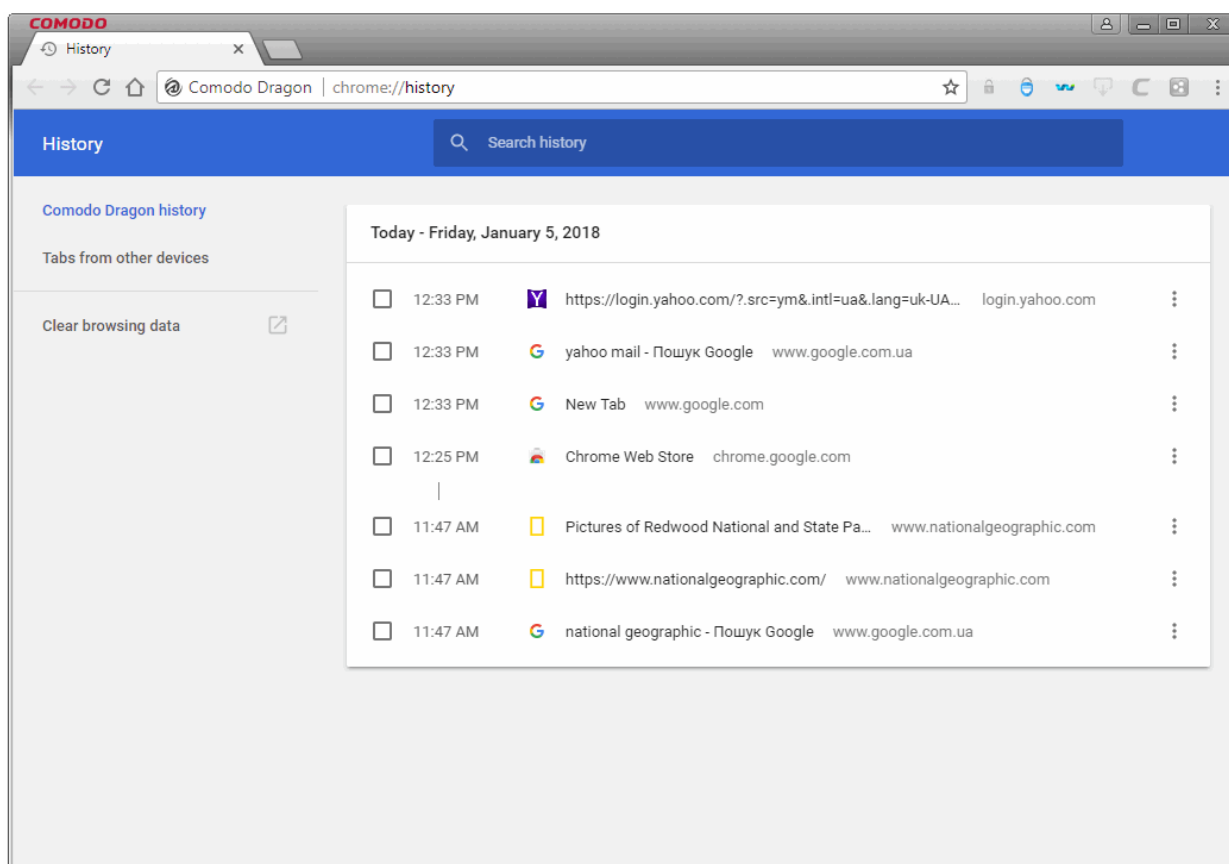 COMODO
History
Comodo Dragon | chrome://history
History
Search history
Comodo Dragon history
Tabs from other devices
Clear browsing data
Today - Friday, January 5, 2018
12:33 PM https://login.yahoo.com/?.src=ym&.intl=ua&.lang=uk-UA... login.yahoo.com
12:33 PM yahoo mail - Пошук Google www.google.com.ua
12:33 PM New Tab www.google.com
12:25 PM Chrome Web Store chrome.google.com
11:47 AM Pictures of Redwood National and State Pa... www.nationalgeographic.com
11:47 AM https://www.nationalgeographic.com/ www.nationalgeographic.com
11:47 AM national geographic - Пошук Google www.google.com.ua